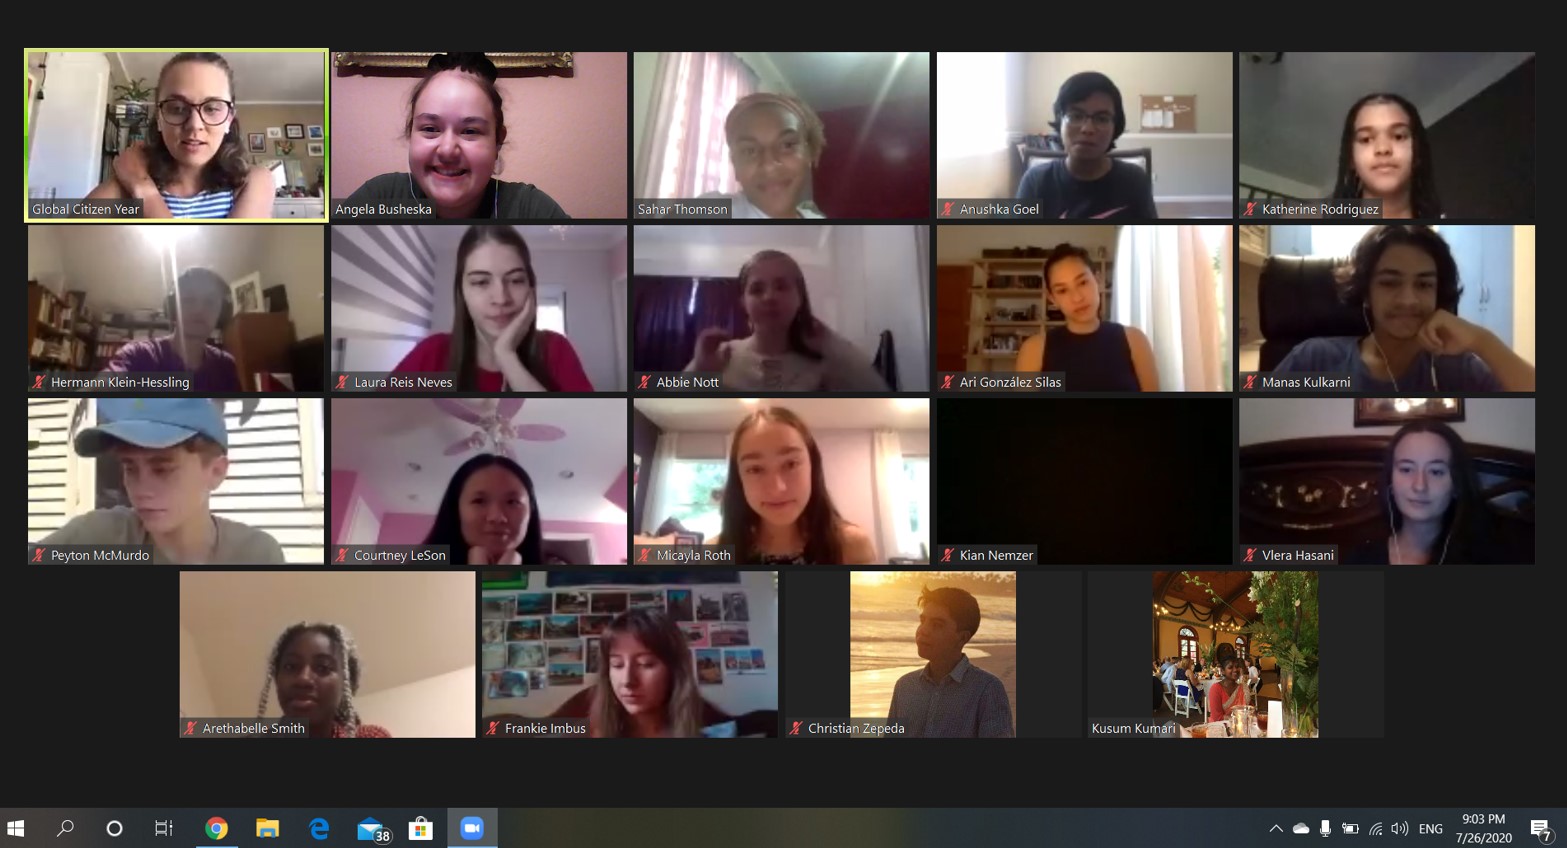 Global Citizen Year
Angela Busheska
Sahar Thomson
Anushka Goel
Katherine Rodriguez
Hermann Klein-Hessling
Laura Reis Neves
Abbie Nott
Ari González Silas
Manas Kulkarni
Peyton McMurdo
Courtney LeSon
Micayla Roth
Kian Nemzer
Vlera Hasani
Arethabelle Smith
Frankie Imbus
Christian Zepeda
Kusum Kumari
38
ENG
9:03 PM
7/26/2020
7